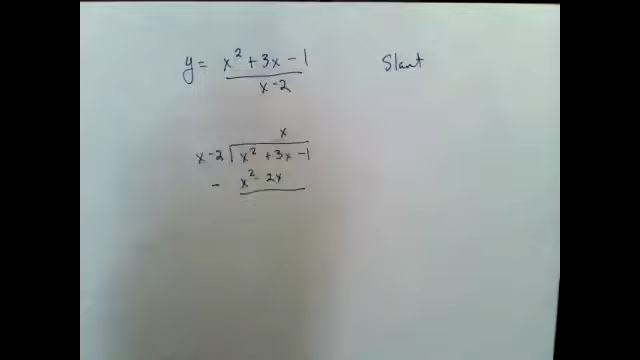 y = x² + 3x - 1 Slant
x - 2
x
x - 2 x² + 3x - 1
- x² - 2x